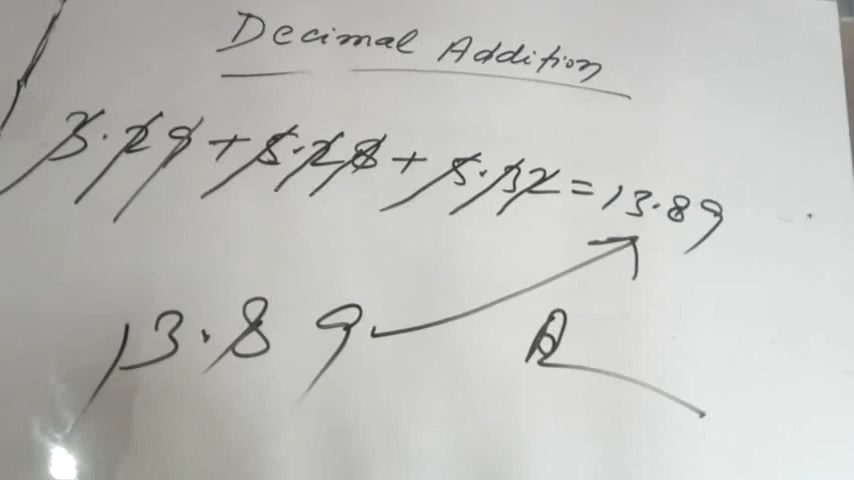 Decimal Addition
3.29 + 5.28 + 5.32 = 13.89
13.89